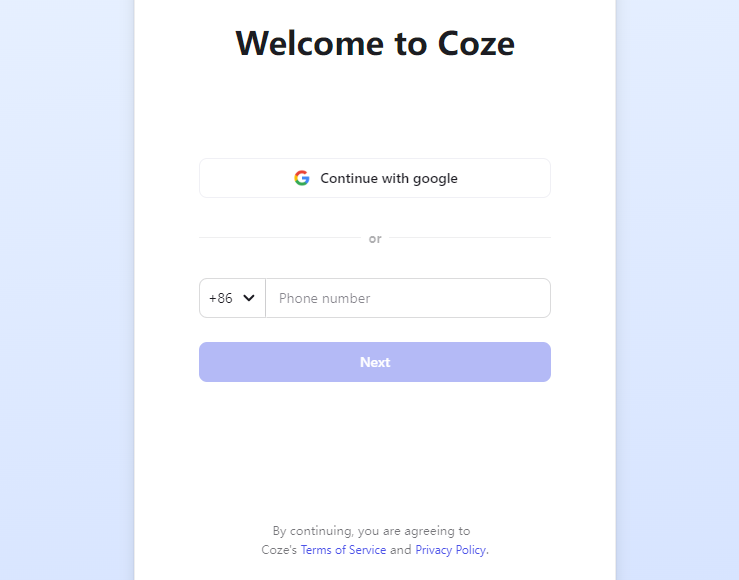 Welcome to Coze
Continue with google
or
+86 Phone number
Next
By continuing, you are agreeing to
Coze's Terms of Service and Privacy Policy.